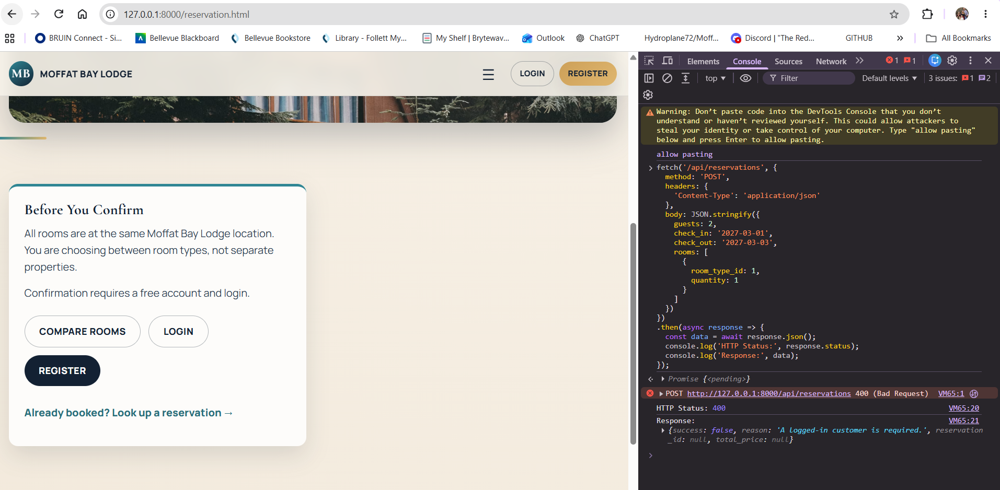 127.0.0.1:8000/reservation.html
BRUIN Connect - Si...
Bellevue Blackboard
Bellevue Bookstore
Library - Follett My...
My Shelf | Brytewav...
Outlook
ChatGPT
Hydroplane72/Moff...
Discord | "The Red...
GITHUB
»
All Bookmarks
MB MOFFAT BAY LODGE
LOGIN
REGISTER
Before You Confirm
All rooms are at the same Moffat Bay Lodge location.
You are choosing between room types, not separate
properties.
Confirmation requires a free account and login.
COMPARE ROOMS
LOGIN
REGISTER
Already booked? Look up a reservation →
Elements
Console
Sources
Network
1
1
top
Filter
Default levels
3 issues:
1
2
Warning: Don’t paste code into the DevTools Console that you don’t
understand or haven’t reviewed yourself. This could allow attackers to
steal your identity or take control of your computer. Type "allow pasting"
below and press Enter to allow pasting.
allow pasting
fetch('/api/reservations', {
method: 'POST',
headers: {
'Content-Type': 'application/json'
},
body: JSON.stringify({
guests: 2,
check_in: '2027-03-01',
check_out: '2027-03-03',
rooms: [
{
room_type_id: 1,
quantity: 1
}
]
})
})
.then(async response => {
const data = await response.json();
console.log('HTTP Status:', response.status);
console.log('Response:', data);
});
Promise {<pending>}
POST http://127.0.0.1:8000/api/reservations 400 (Bad Request) VM65:1
HTTP Status: 400 VM65:20
Response: VM65:21
{success: false, reason: 'A logged-in customer is required.', reservation
_id: null, total_price: null}